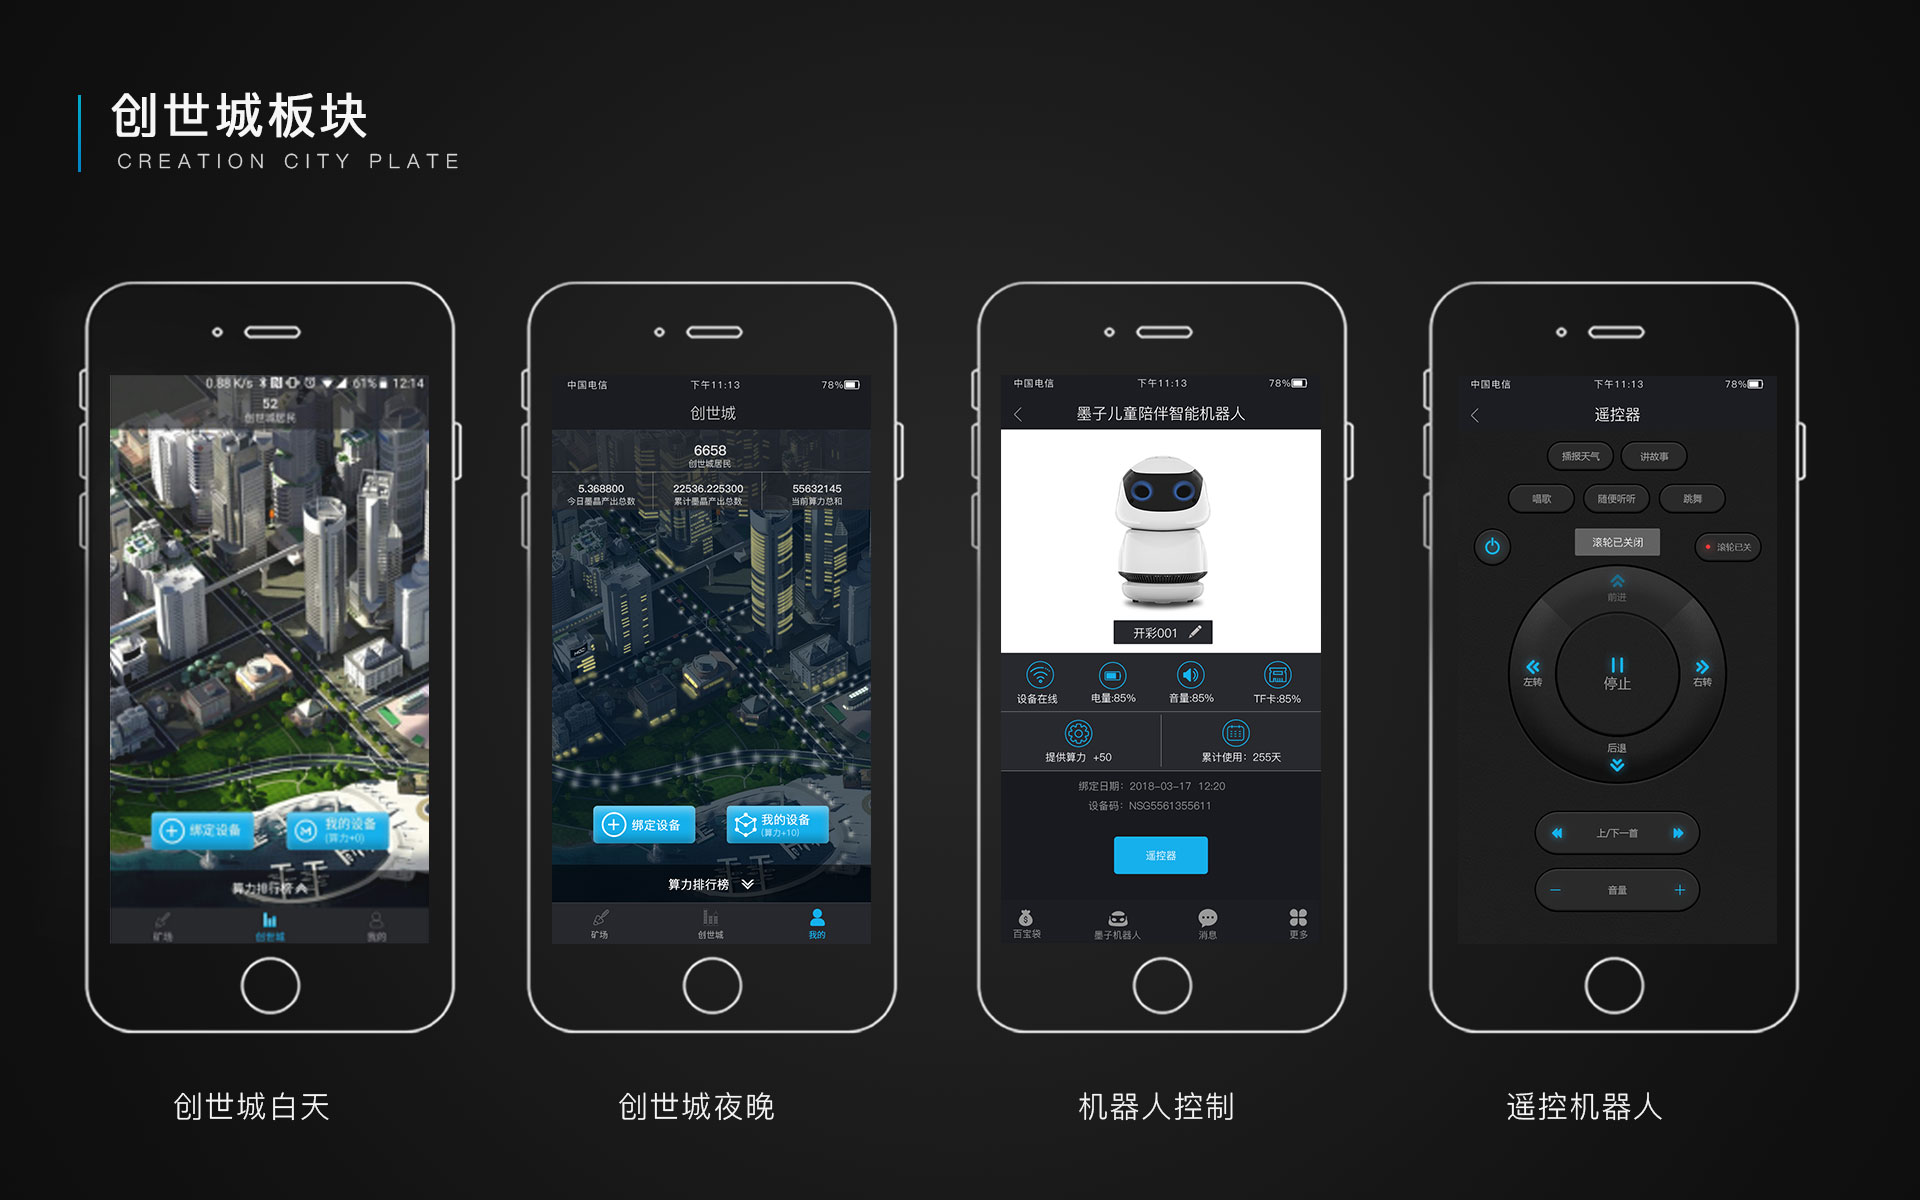 创世城板块
CREATION CITY PLATE
0.88 K/s 61% 12:14
52
创世城居民
绑定设备
我的设备
(算力+0)
算力排行榜
矿场 创世城 我的
创世城白天
中国电信 下午11:13 78%
创世城
6658
创世城居民
5.368800 22536.225300 55632145
今日墨晶产出总数 累计墨晶产出总数 当前算力总和
绑定设备
我的设备
(算力+10)
算力排行榜
矿场 创世城 我的
创世城夜晚
中国电信 下午11:13 78%
墨子儿童陪伴智能机器人
开彩001
设备在线 电量:85% 音量:85% TF卡:85%
提供算力 +50 累计使用：255天
绑定日期：2018-03-17 12:20
设备码：NSG5561355611
遥控器
百宝袋 墨子机器人 消息 更多
机器人控制
中国电信 下午11:13 78%
遥控器
播报天气 讲故事
唱歌 随便听听 跳舞
滚轮已关闭
滚轮已关
前进
左转 停止 右转
后退
上/下一首
音量
遥控机器人